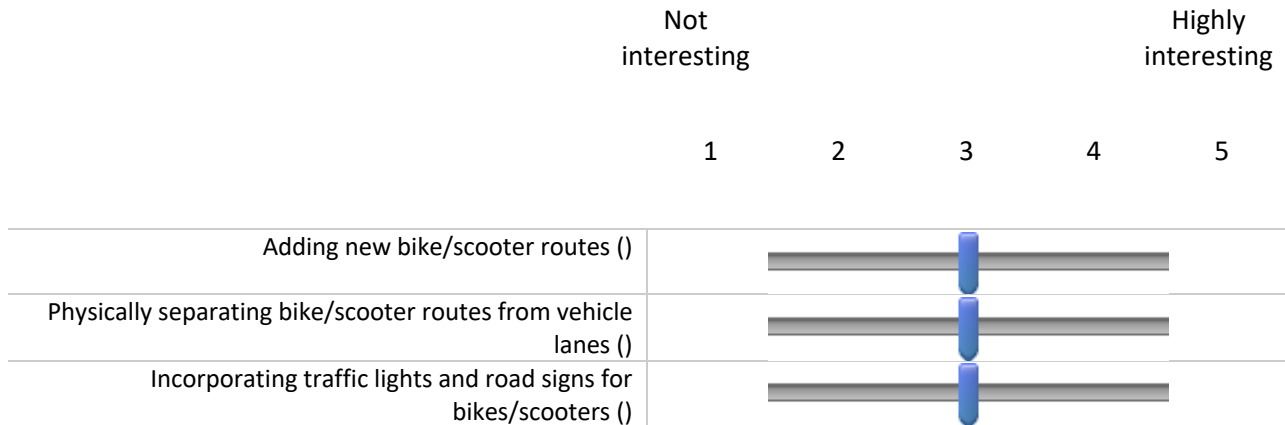 Not Highly
interesting interesting
1 2 3 4 5
Adding new bike/scooter routes ()
Physically separating bike/scooter routes from vehicle
lanes ()
Incorporating traffic lights and road signs for
bikes/scooters ()